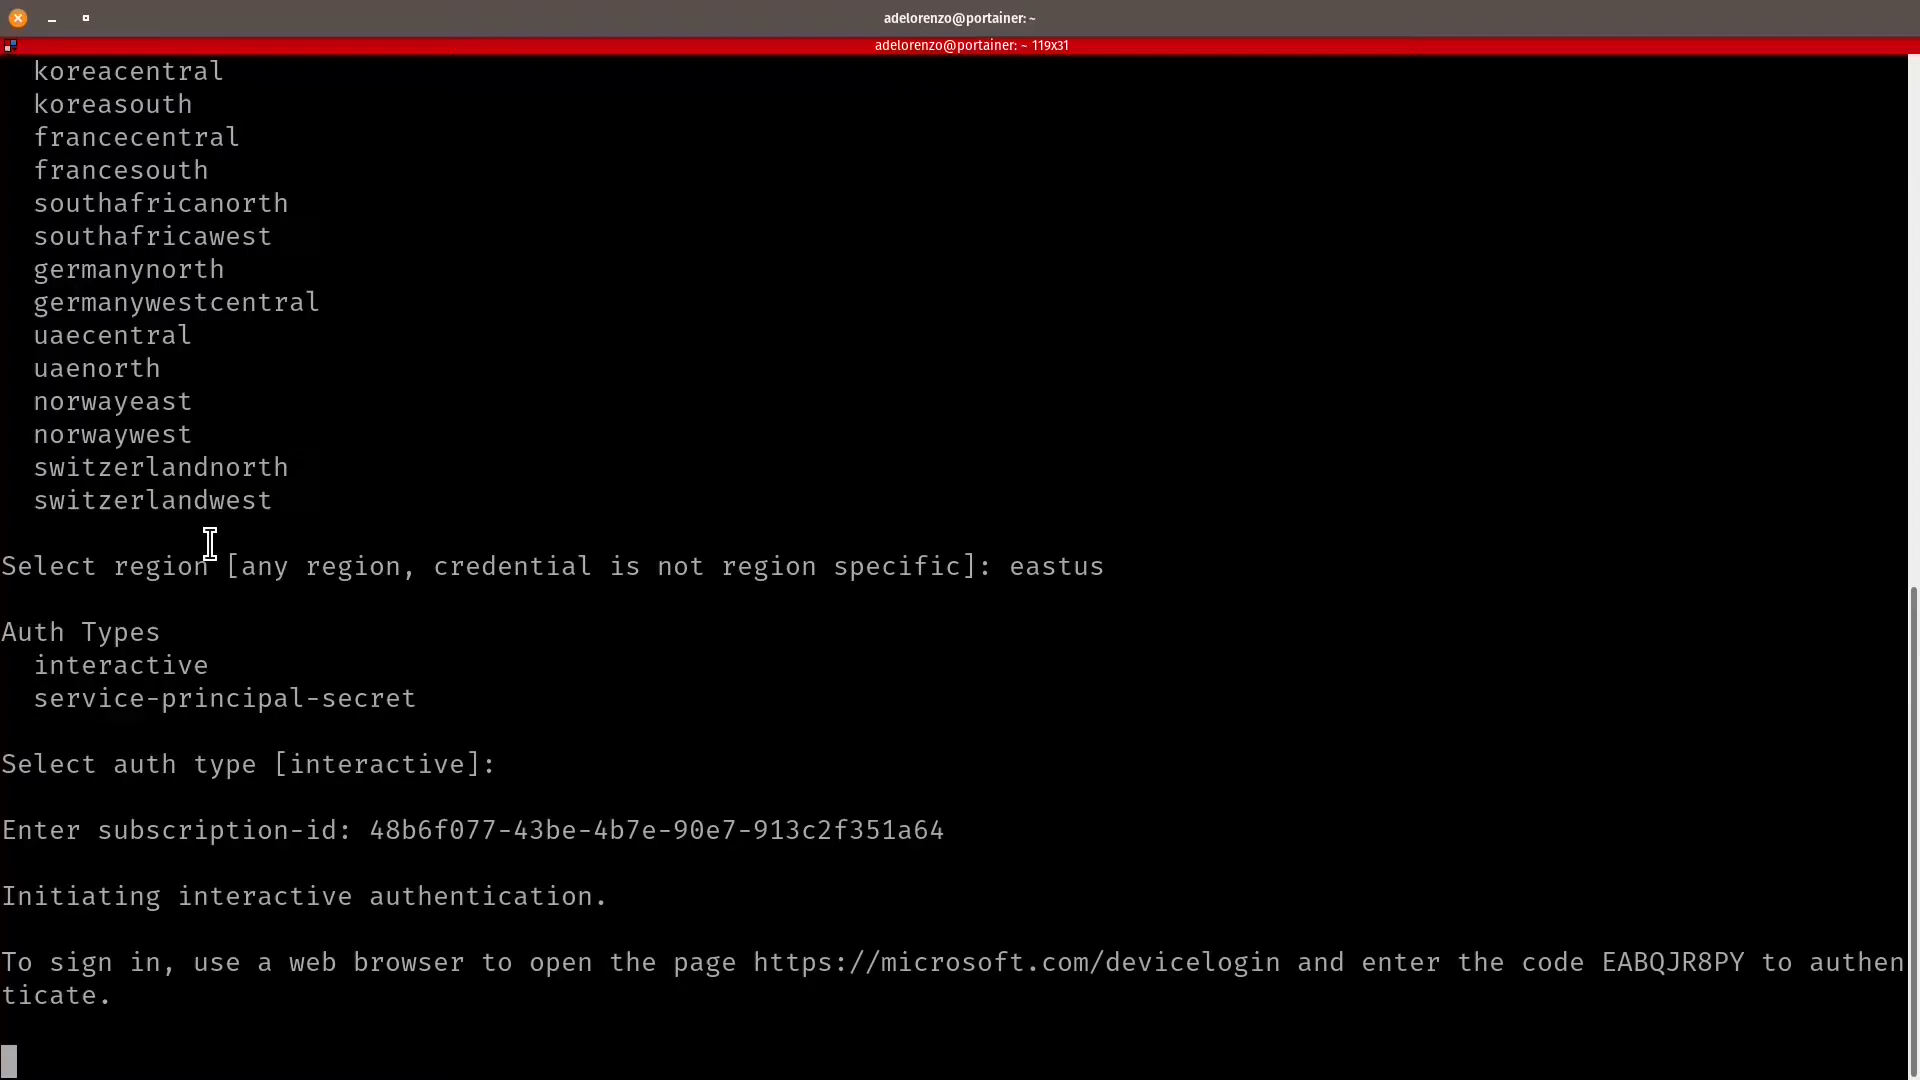 adelorenzo@portainer: ~
adelorenzo@portainer: ~ 119x31
koreacentral
koreasouth
francecentral
francesouth
southafricanorth
southafricawest
germanynorth
germanywestcentral
uaecentral
uaenorth
norwayeast
norwaywest
switzerlandnorth
switzerlandwest
Select region [any region, credential is not region specific]: eastus
Auth Types
interactive
service-principal-secret
Select auth type [interactive]:
Enter subscription-id: 48b6f077-43be-4b7e-90e7-913c2f351a64
Initiating interactive authentication.
To sign in, use a web browser to open the page https://microsoft.com/devicelogin and enter the code EABQJR8PY to authen
ticate.